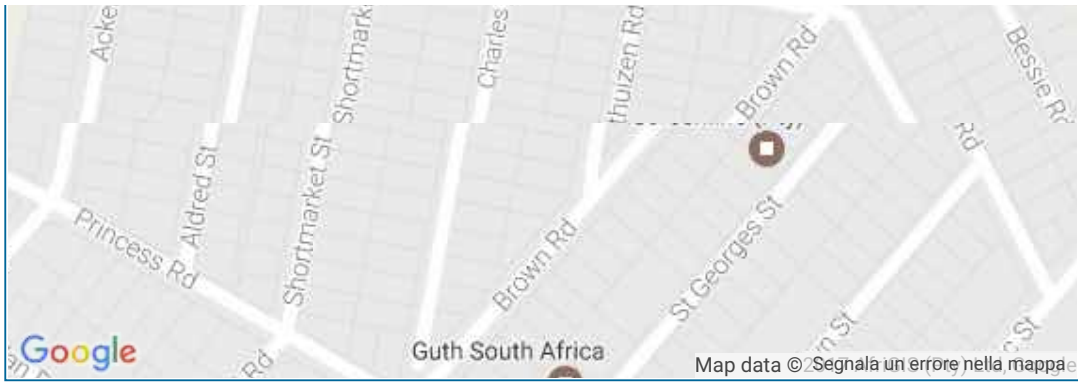 Acke
Shortmark
Charles
thuizen Rd
Brown Rd
Bessie Rd
Aldred St
Shortmarket St
Rd
Princess Rd
Brown Rd
St Georges St
Rd
Guth South Africa
Google
Map data © Segnala un errore nella mappa